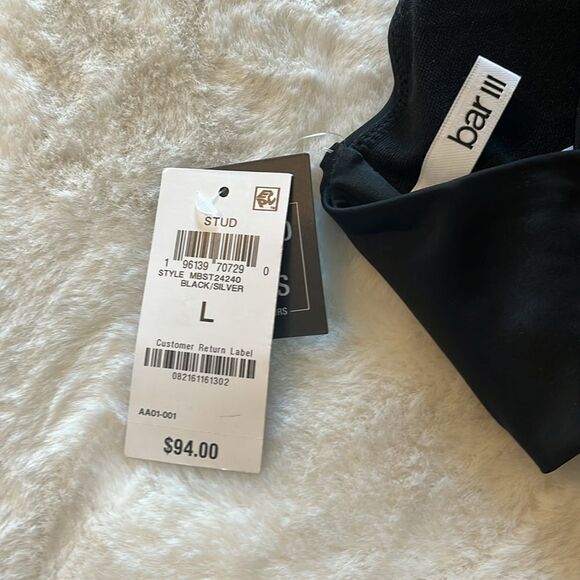 STUD
1 96139 70729 0
STYLE MBST24240
BLACK/SILVER
L
Customer Return Label
082161161302
AA01-001
$94.00
bar III